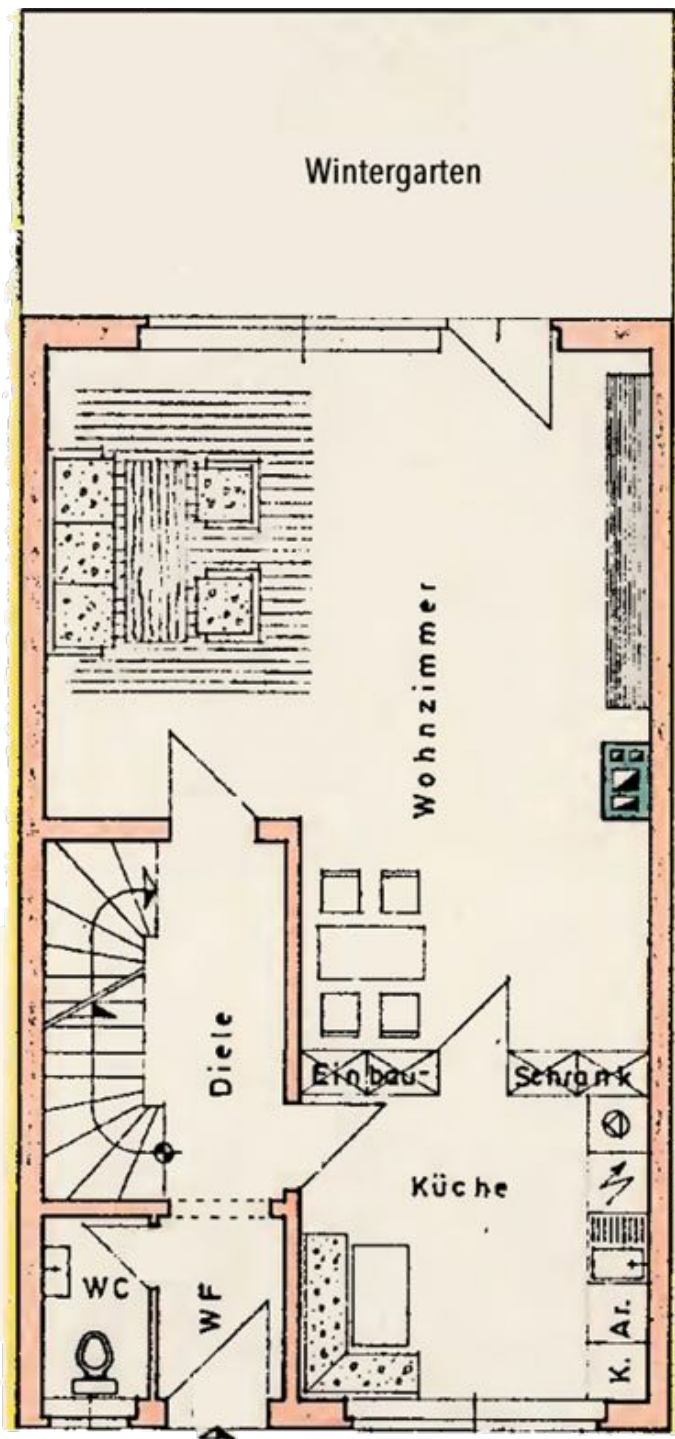 Wintergarten
Wohnzimmer
Diele
Einbau-
Schrank
Küche
WC
WF
Ar.
K.